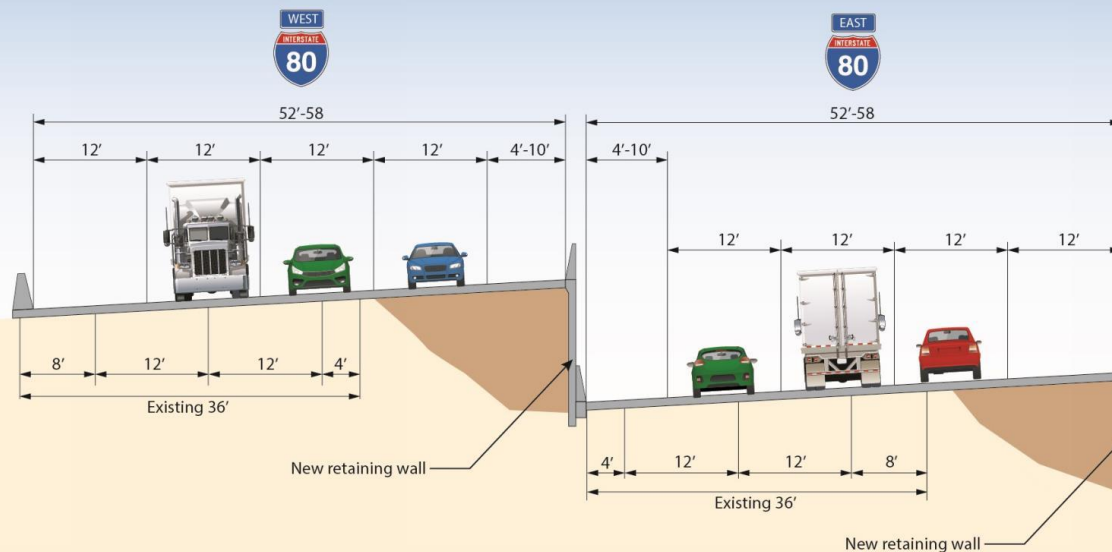 WEST
INTERSTATE
80
EAST
INTERSTATE
80
52'-58
52'-58
12' 12' 12' 12' 4'-10'
4'-10'
12' 12' 12' 12'
8' 12' 12' 4'
Existing 36'
New retaining wall
4' 12' 12' 8'
Existing 36'
New retaining wall